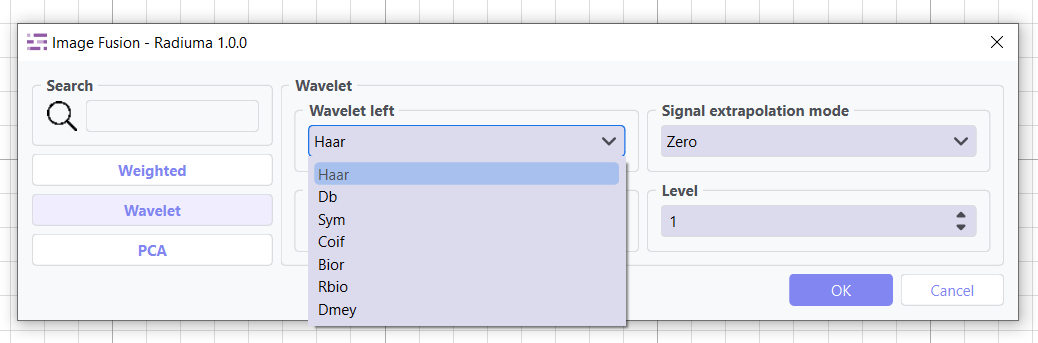 Image Fusion - Radiuma 1.0.0
Search
Weighted
Wavelet
PCA
Wavelet
Wavelet left
Haar
Haar
Db
Sym
Coif
Bior
Rbio
Dmey
Signal extrapolation mode
Zero
Level
1
OK
Cancel